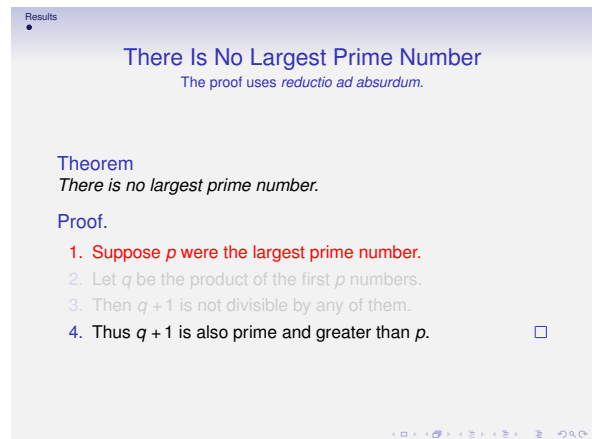 Results
There Is No Largest Prime Number
The proof uses reductio ad absurdum.
Theorem
There is no largest prime number.
Proof.
1. Suppose p were the largest prime number.
2. Let q be the product of the first p numbers.
3. Then q + 1 is not divisible by any of them.
4. Thus q + 1 is also prime and greater than p.